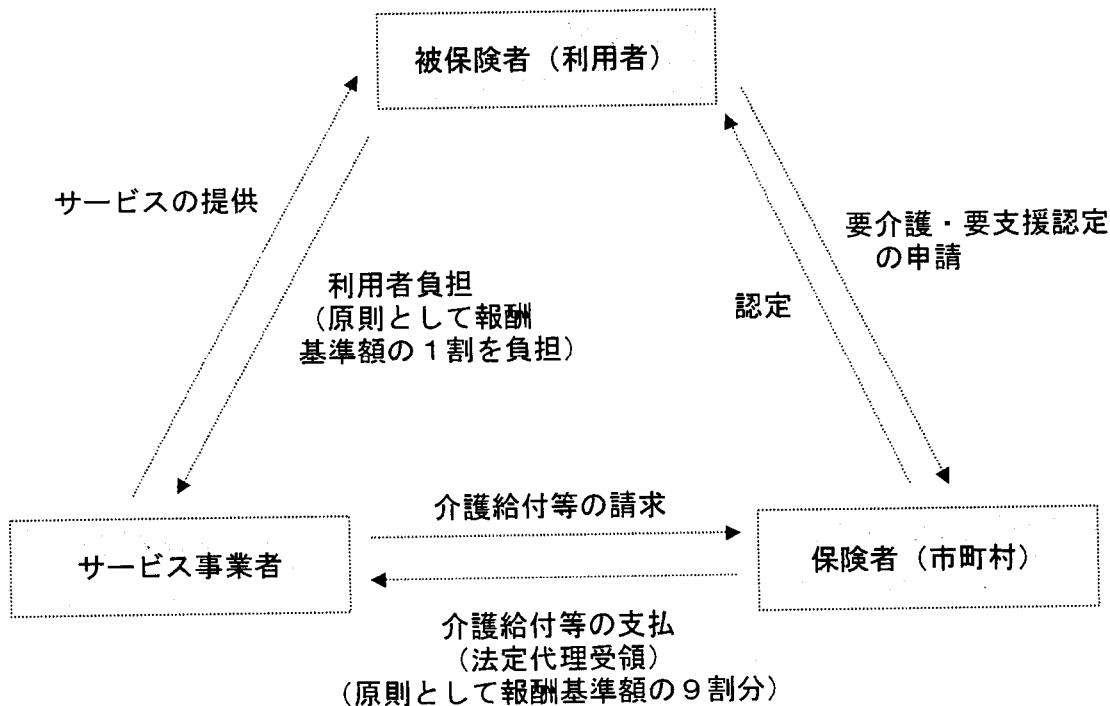 被保険者（利用者）
サービスの提供
要介護・要支援認定
の申請
利用者負担
（原則として報酬
基準額の１割を負担）
認定
介護給付等の請求
サービス事業者
保険者（市町村）
介護給付等の支払
（法定代理受領）
（原則として報酬基準額の９割分）